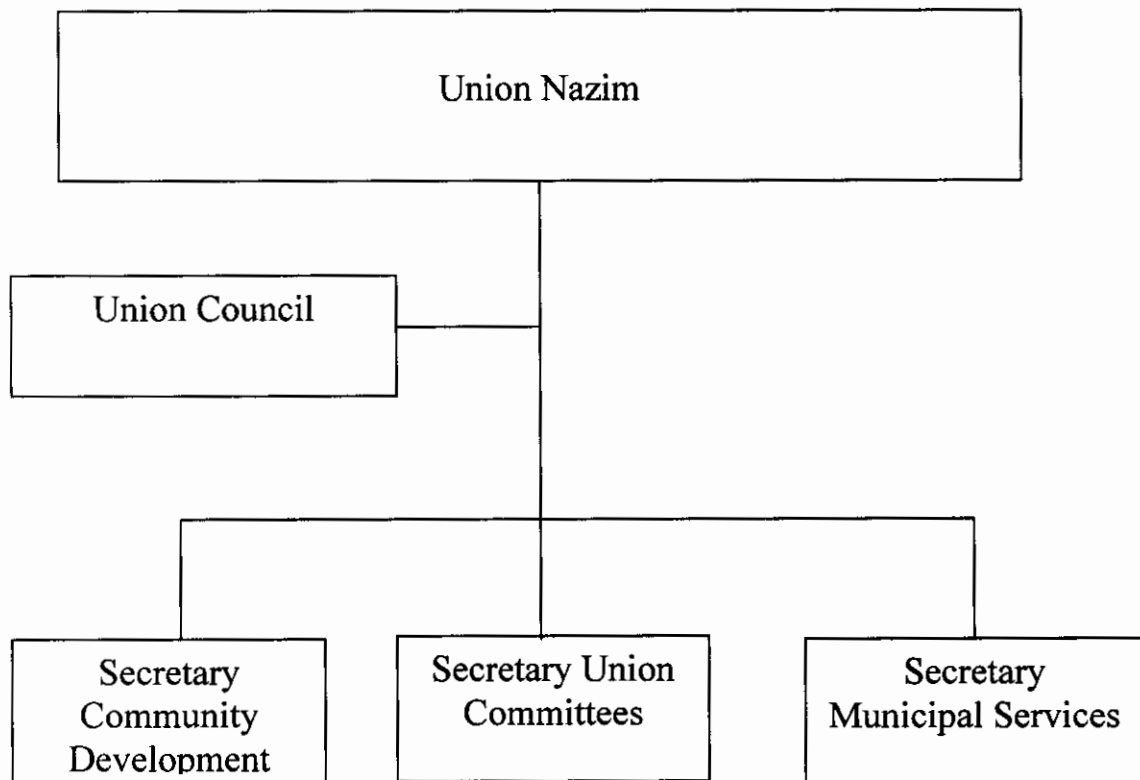 Union Nazim
Union Council
Secretary
Community
Development
Secretary Union
Committees
Secretary
Municipal Services